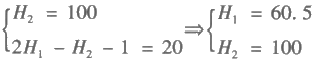 {H₂ = 100
2H₁ − H₂ − 1 = 20 ⇒ {H₁ = 60. 5
H₂ = 100